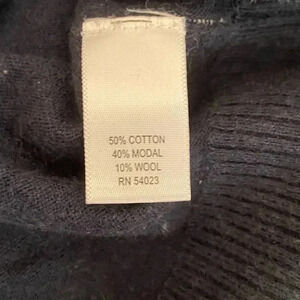 50% COTTON
40% MODAL
10% WOOL
RN 54023